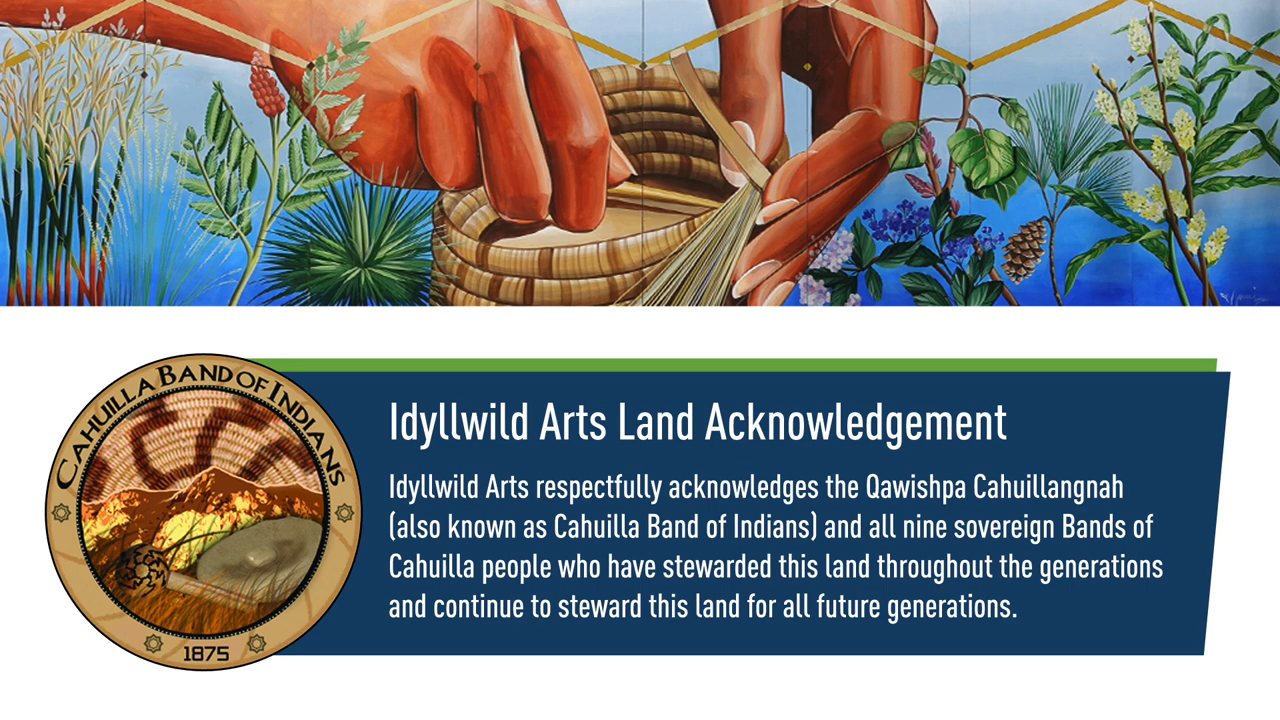 CAHUILLA BAND OF INDIANS
1875
Idyllwild Arts Land Acknowledgement
Idyllwild Arts respectfully acknowledges the Qawishpa Cahuillangnah
(also known as Cahuilla Band of Indians) and all nine sovereign Bands of
Cahuilla people who have stewarded this land throughout the generations
and continue to steward this land for all future generations.